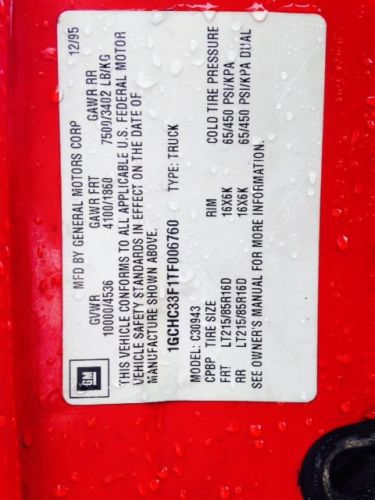 GM
MFD BY GENERAL MOTORS CORP 12/95
GVWR GAWR FRT GAWR RR
10000/4536 4100/1860 7500/3402 LB/KG
THIS VEHICLE CONFORMS TO ALL APPLICABLE U.S. FEDERAL MOTOR
VEHICLE SAFETY STANDARDS IN EFFECT ON THE DATE OF
MANUFACTURE SHOWN ABOVE.
1GCHC33F1TF006760 TYPE: TRUCK
MODEL: C30943
CPBP TIRE SIZE RIM COLD TIRE PRESSURE
FRT LT215/85R16D 16X6K 65/450 PSI/KPA
RR LT215/85R16D 16X6K 65/450 PSI/KPA DUAL
SEE OWNER'S MANUAL FOR MORE INFORMATION.